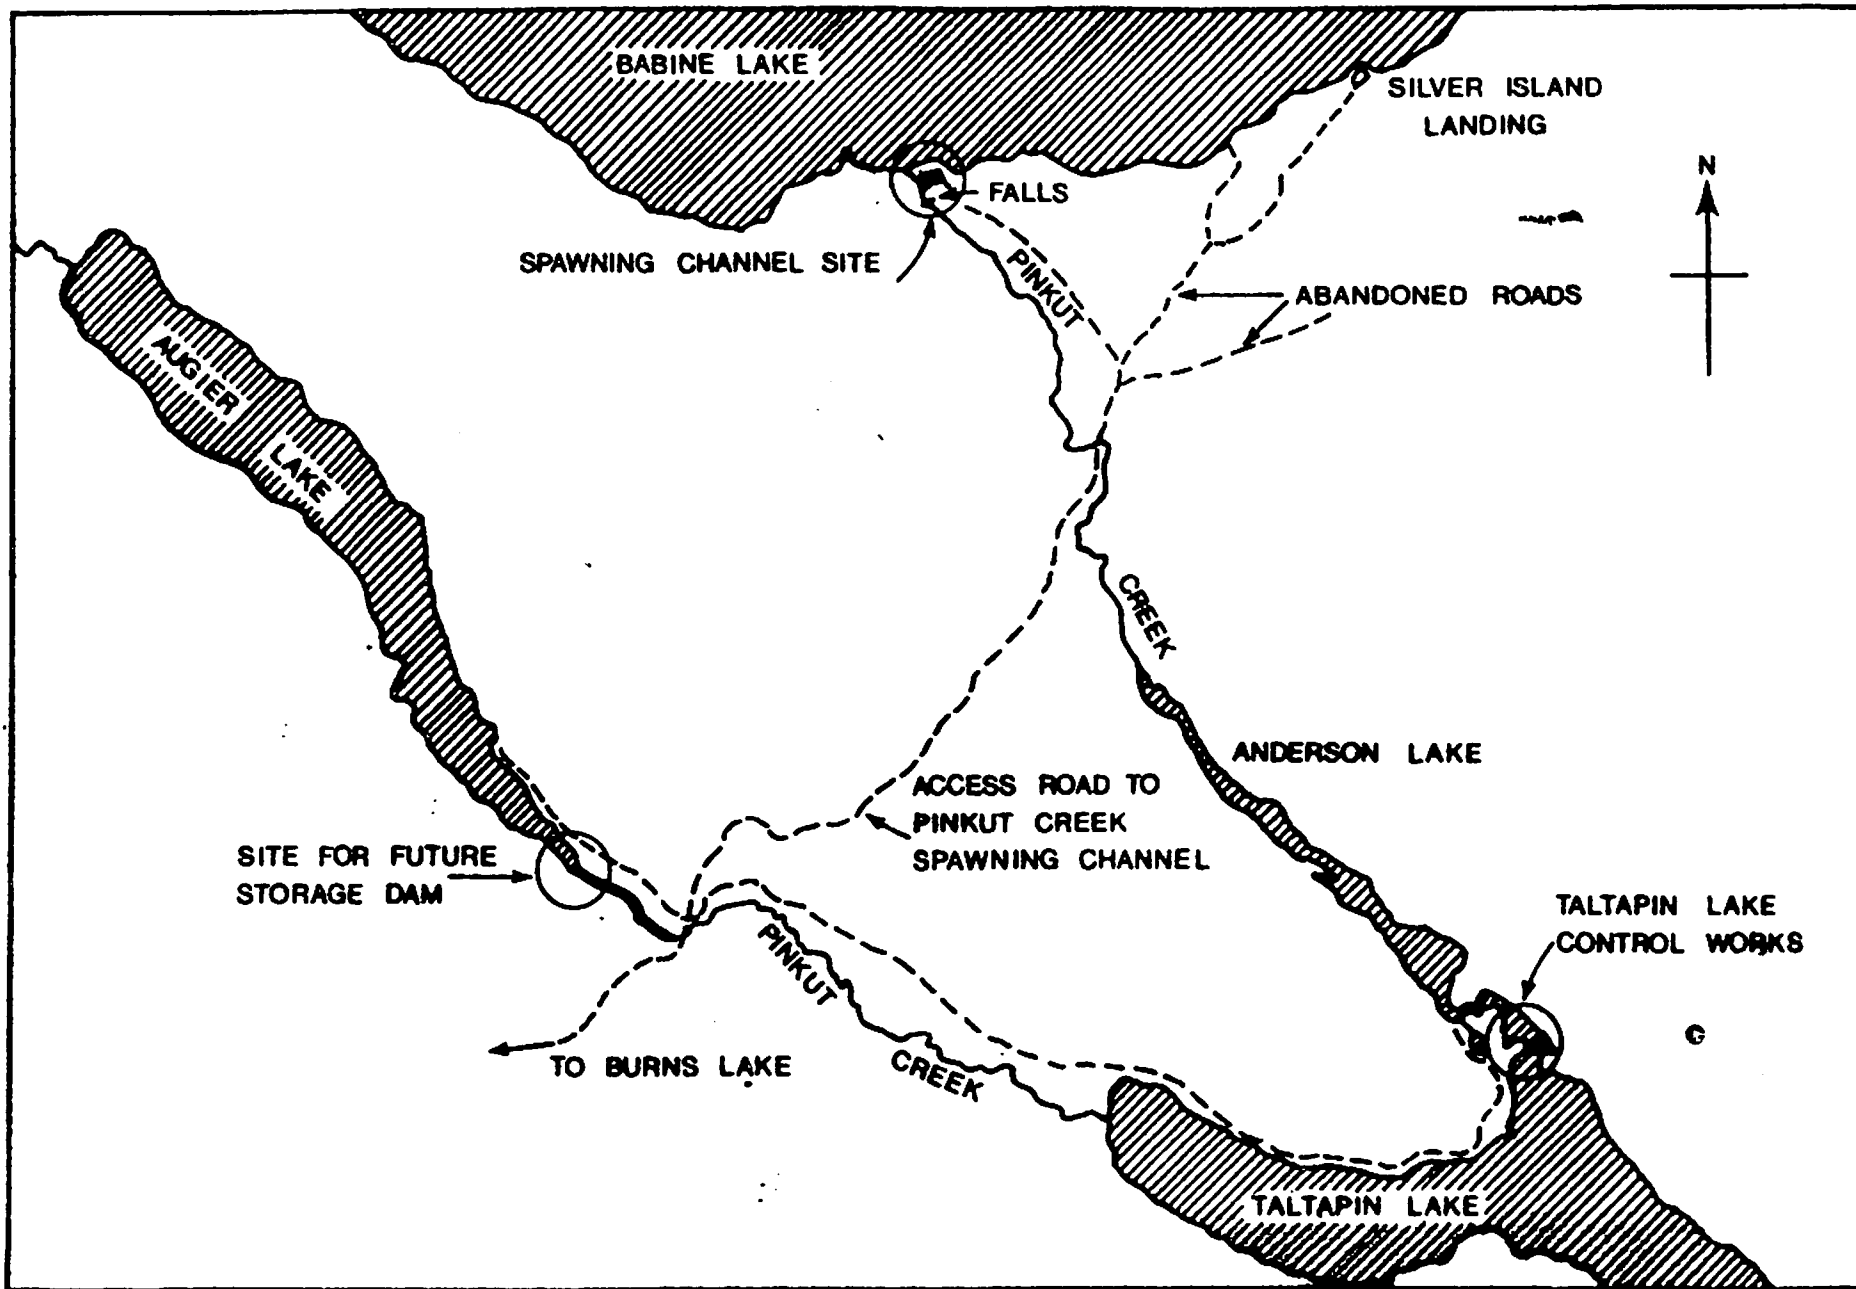 BABINE LAKE
SILVER ISLAND
LANDING
N
FALLS
SPAWNING CHANNEL SITE
PINKUT
ABANDONED ROADS
AUGIER
LAKE
CREEK
ANDERSON LAKE
ACCESS ROAD TO
PINKUT CREEK
SPAWNING CHANNEL
SITE FOR FUTURE
STORAGE DAM
TALTAPIN LAKE
CONTROL WORKS
PINKUT
CREEK
TO BURNS LAKE
TALTAPIN LAKE